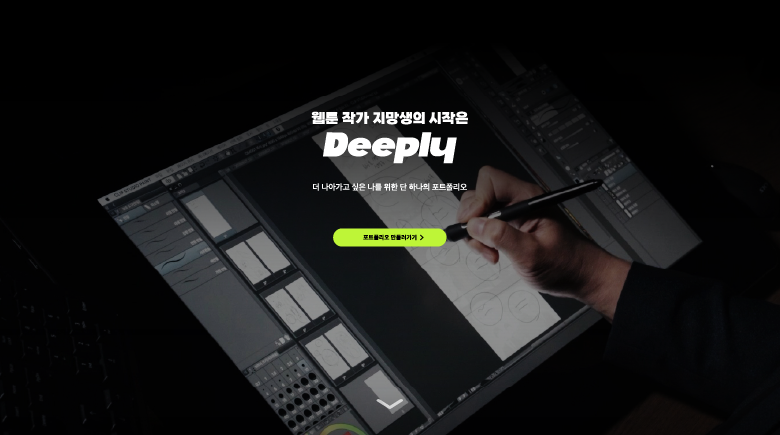 웹툰 작가 지망생의 시작은
Deeply
더 나아가고 싶은 나를 위한 단 하나의 포트폴리오
포트폴리오 만들러가기